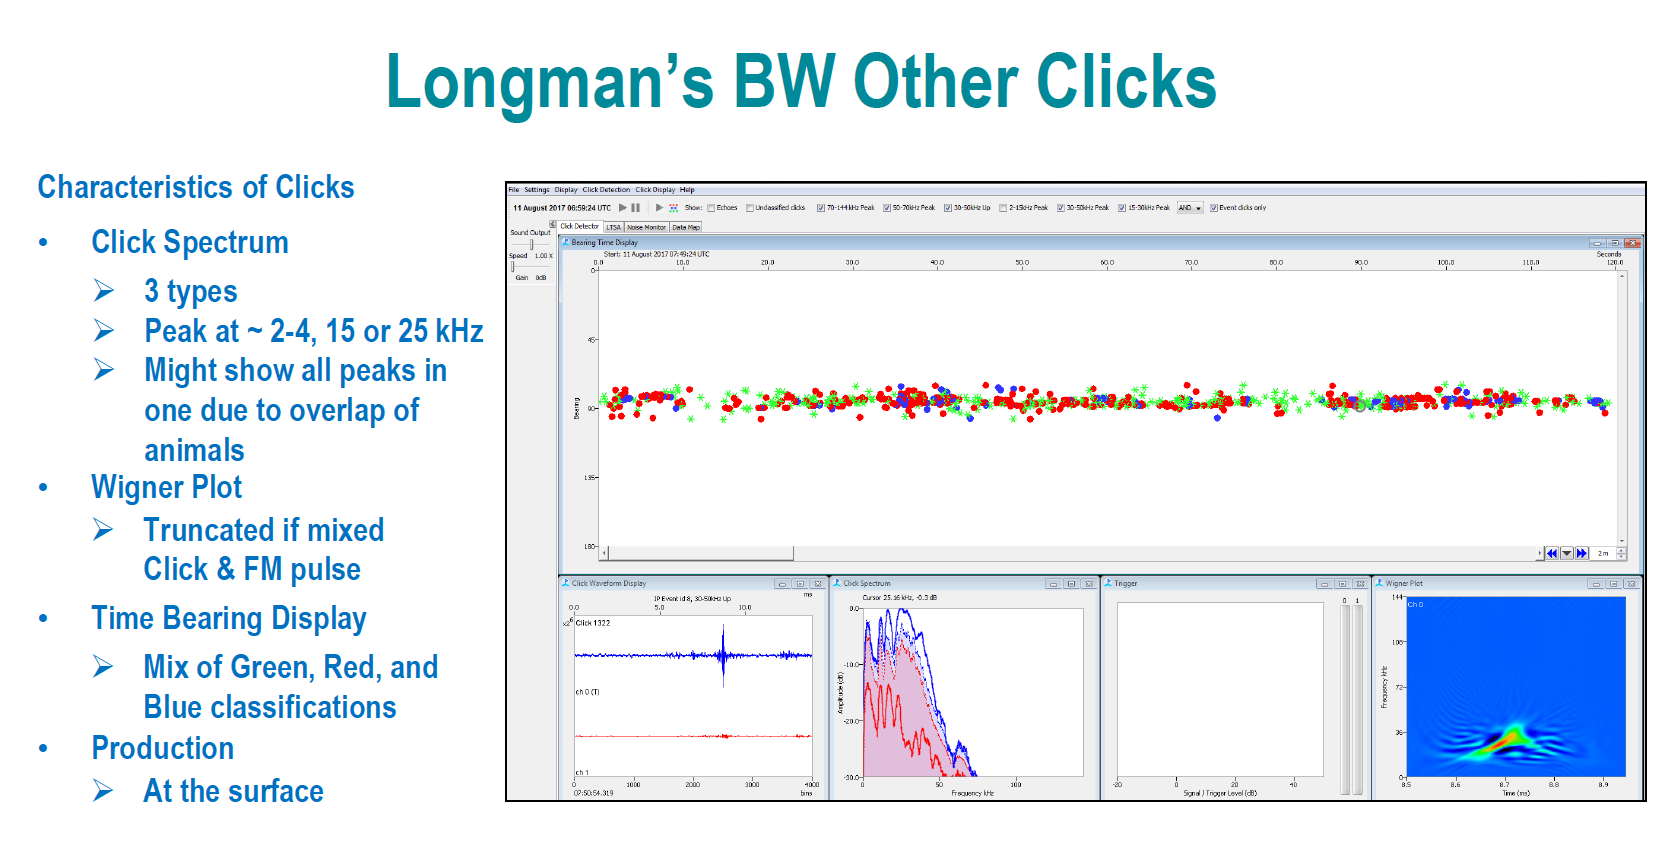 Longman's BW Other Clicks
Characteristics of Clicks
• Click Spectrum
➢ 3 types
➢ Peak at ~ 2-4, 15 or 25 kHz
➢ Might show all peaks in
one due to overlap of
animals
• Wigner Plot
➢ Truncated if mixed
Click & FM pulse
• Time Bearing Display
➢ Mix of Green, Red, and
Blue classifications
• Production
➢ At the surface
File Settings Display Click Detection Click Display Help
11 August 2017 06:59:24 UTC Show: Echoes Unclassified clicks 70-144 kHz Peak 50-70kHz Peak 30-50kHz Up 2-15kHz Peak 30-50kHz Peak 15-30kHz Peak AND Event clicks only
Click Detector LTSA Noise Monitor Data Map
Sound Output
Speed 1.00 X
Gain 0dB
Bearing Time Display
Start: 11 August 2017 07:49:24 UTC Seconds
0.0 10.0 20.0 30.0 40.0 50.0 60.0 70.0 80.0 90.0 100.0 110.0 120.0
0
45
90
135
180
Bearing
2 m
Click Waveform Display
IP Event id 8, 30-50kHz Up
ms
0.0 5.0 10.0
x2^6
Click 1322
ch 0 (T)
ch 1
0 1000 2000 3000 4000
07:50:54.319 bins
Click Spectrum
Cursor 25.16 kHz, -0.3 dB
0.0
-10.0
-20.0
-30.0
Amplitude (dB)
0 50 100
Frequency kHz
Trigger
0 1
-20 0 20 40
Signal / Trigger Level (dB)
Wigner Plot
Ch 0
144
108
72
36
0
Frequency kHz
8.5 8.6 8.7 8.8 8.9
Time (ms)